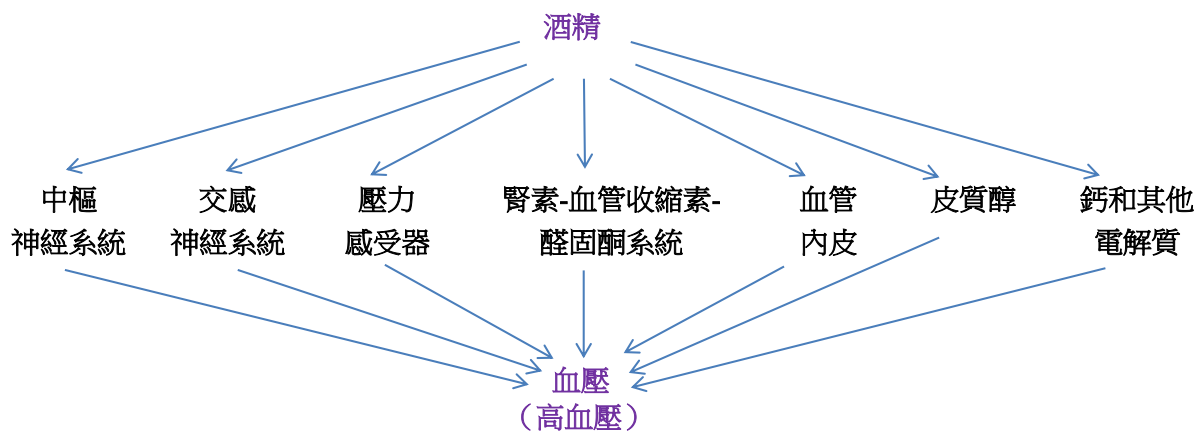 酒精
中樞
神經系統
交感
神經系統
壓力
感受器
腎素-血管收縮素-
醛固酮系統
血管
內皮
皮質醇
鈣和其他
電解質
血壓
（高血壓）